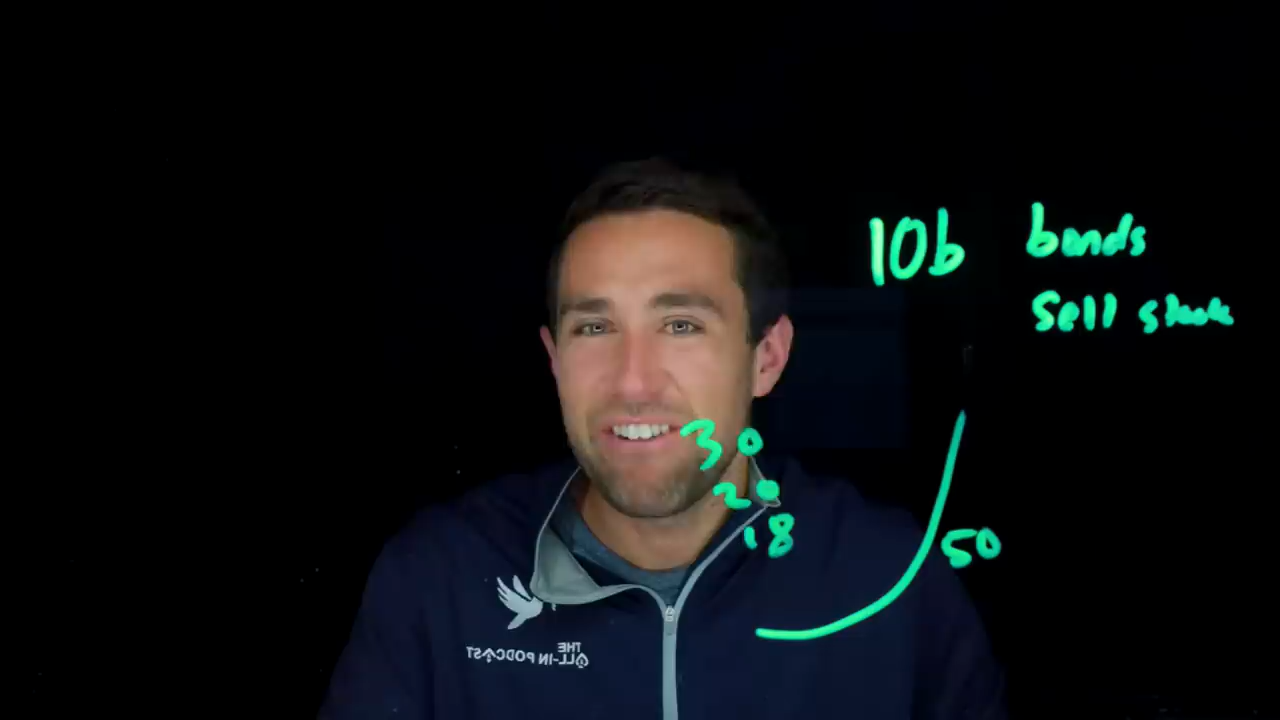 10b
bonds
sell stock
30
20
18
50
THE
ALL-IN PODCAST